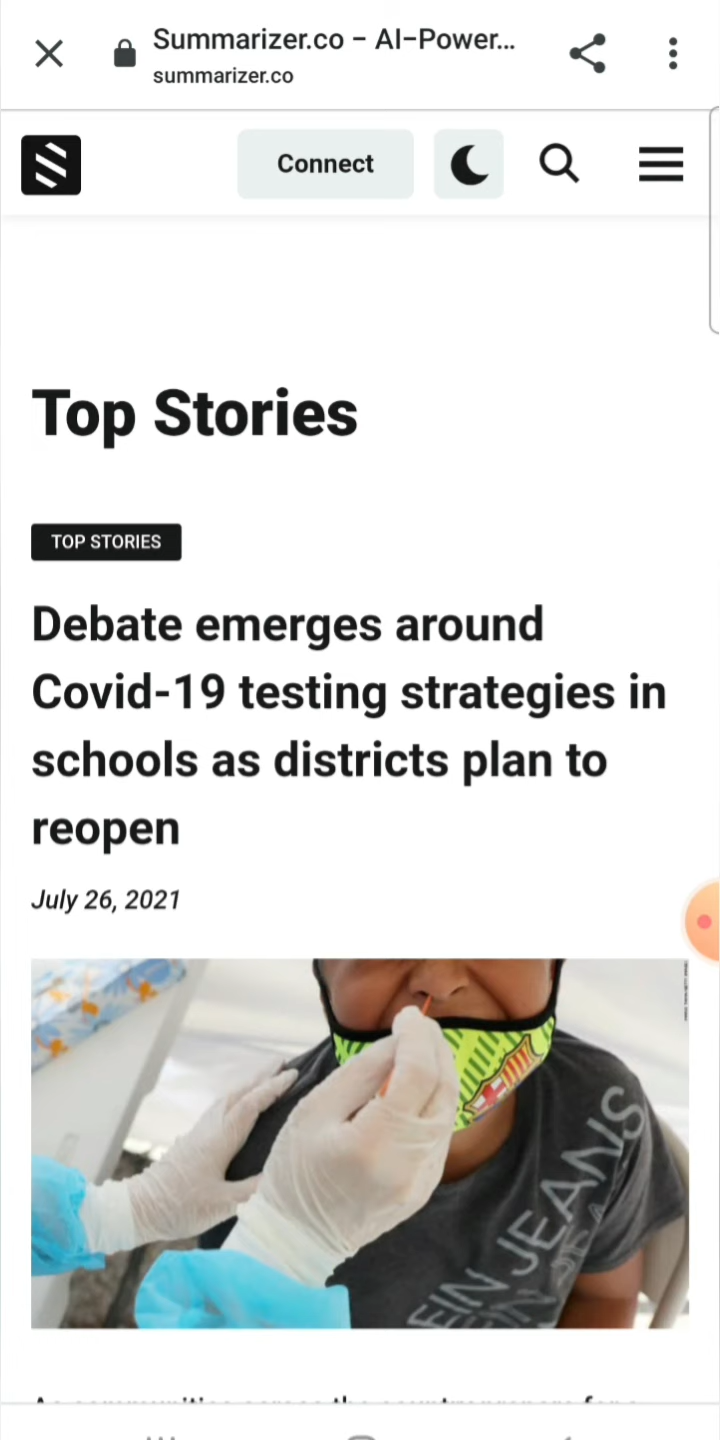 Summarizer.co - AI-Power...
summarizer.co
Connect
Top Stories
TOP STORIES
Debate emerges around
Covid-19 testing strategies in
schools as districts plan to
reopen
July 26, 2021
EIN JEANS